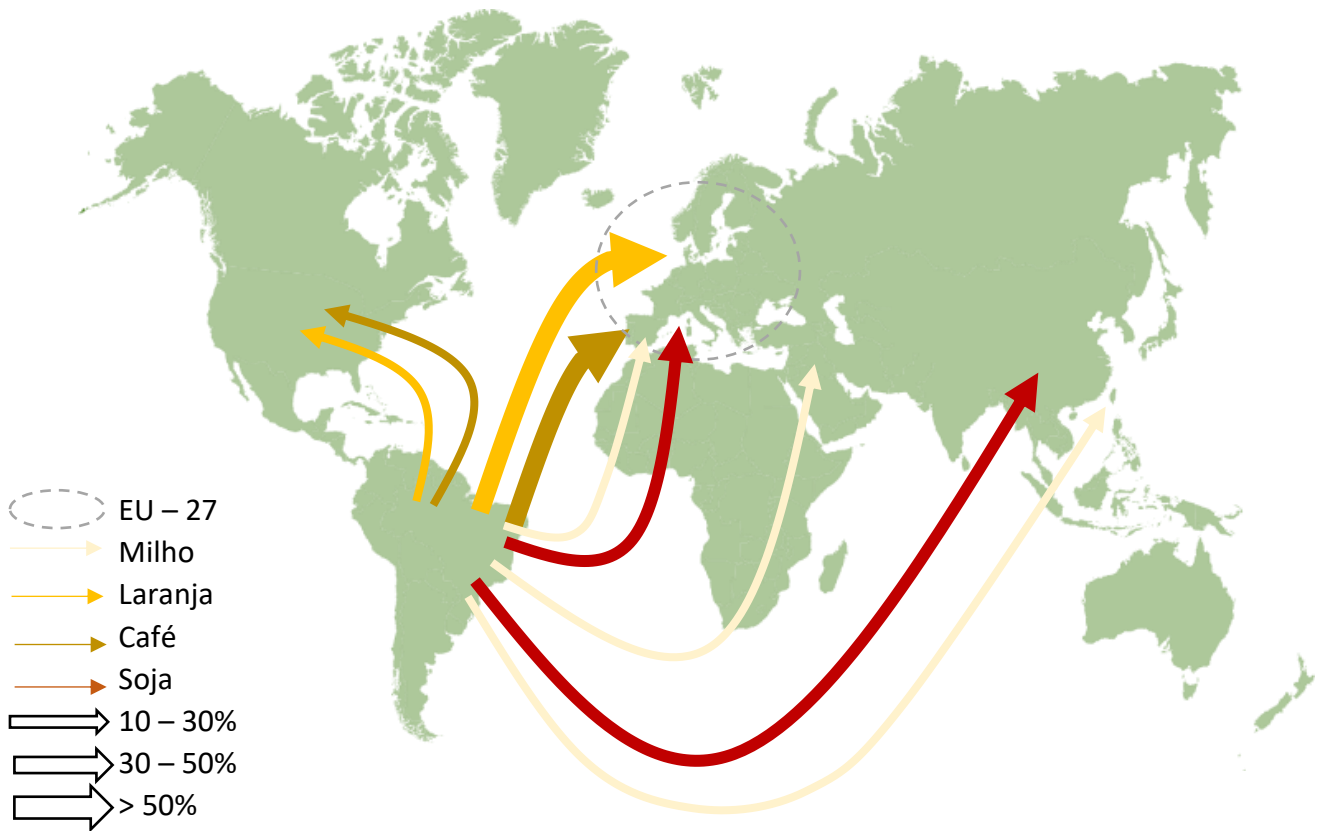 EU – 27
Milho
Laranja
Café
Soja
10 – 30%
30 – 50%
> 50%